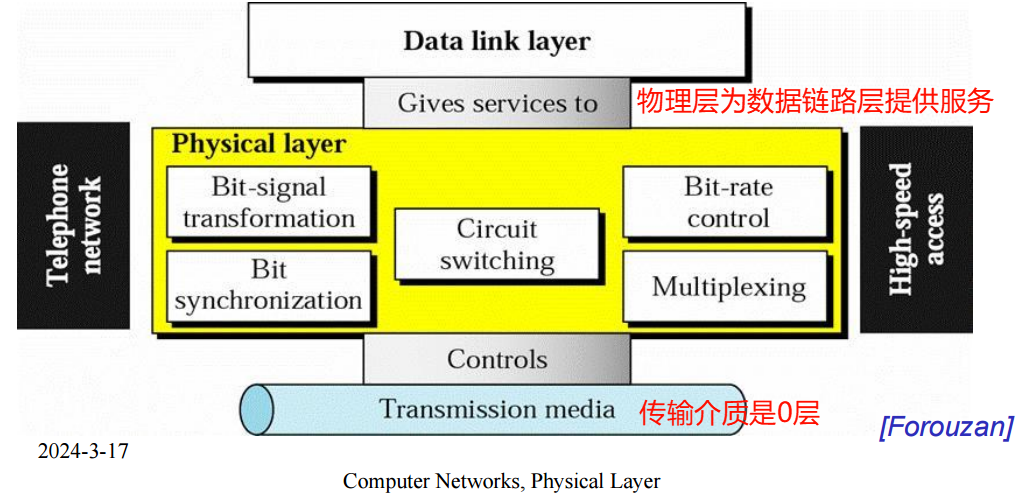 Data link layer
Gives services to
物理层为数据链路层提供服务
Telephone
network
Physical layer
Bit-signal
transformation
Bit
synchronization
Circuit
switching
Bit-rate
control
Multiplexing
High-speed
access
Controls
Transmission media
传输介质是0层
[Forouzan]
2024-3-17
Computer Networks, Physical Layer